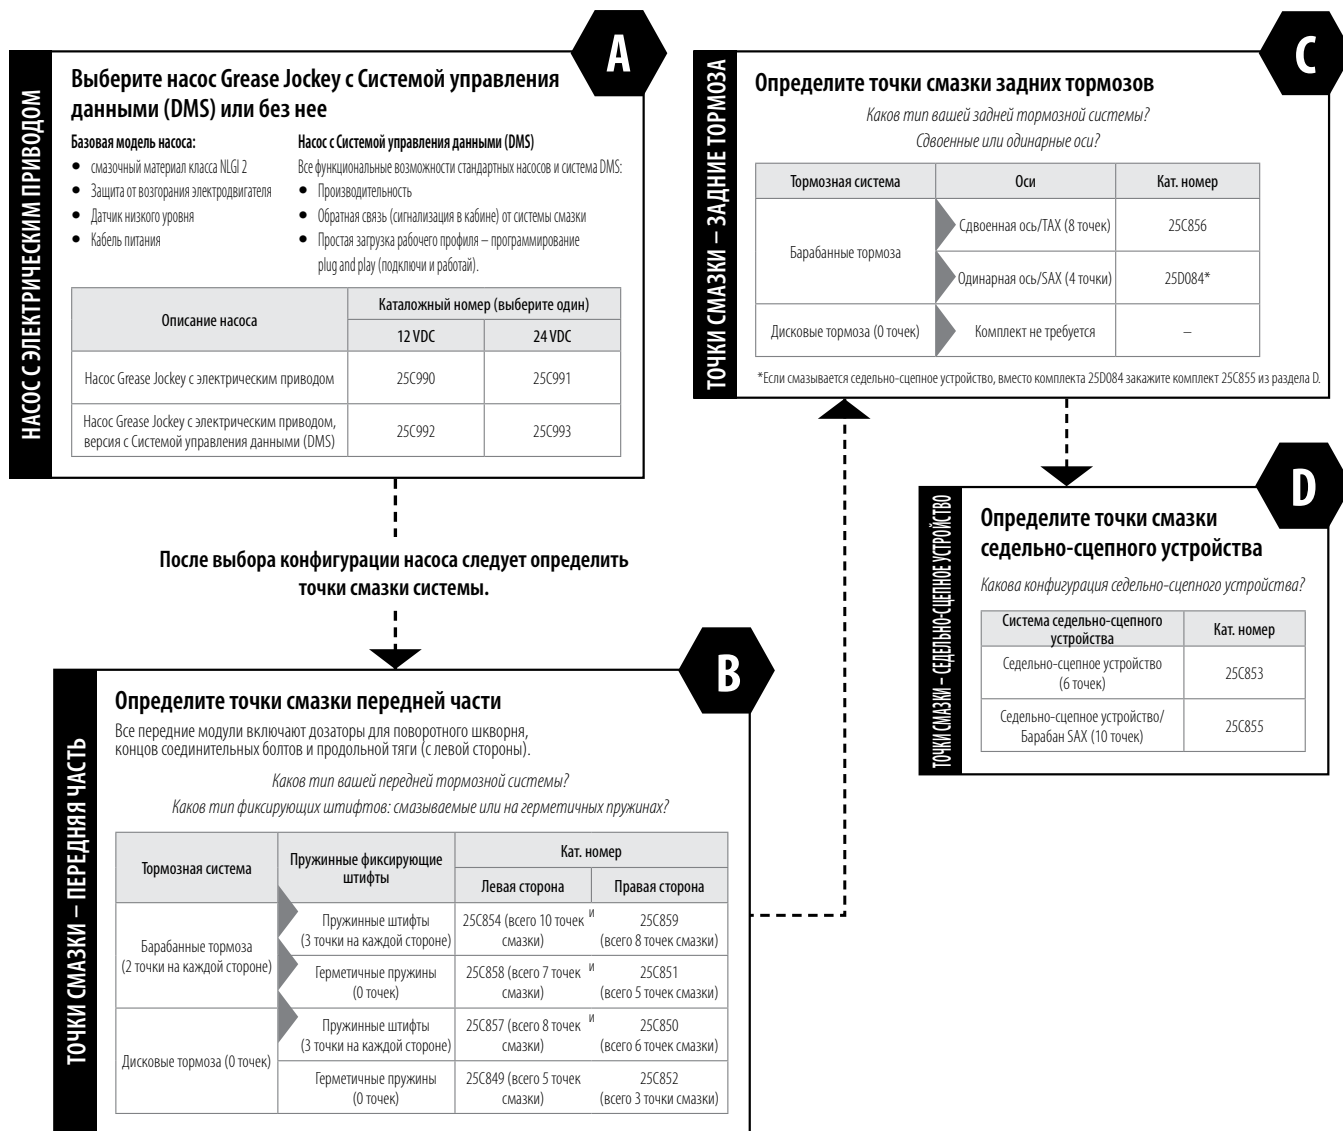 A
НАСОС С ЭЛЕКТРИЧЕСКИМ ПРИВОДОМ
Выберите насос Grease Jockey с Системой управления
данными (DMS) или без нее
Базовая модель насоса:
• смазочный материал класса NLGI 2
• Защита от возгорания электродвигателя
• Датчик низкого уровня
• Кабель питания
Насос с Системой управления данными (DMS)
Все функциональные возможности стандартных насосов и система DMS:
• Производительность
• Обратная связь (сигнализация в кабине) от системы смазки
• Простая загрузка рабочего профиля – программирование
plug and play (подключи и работай).
Описание насоса
Каталожный номер (выберите один)
12 VDC
24 VDC
Насос Grease Jockey с электрическим приводом
25C990
25C991
Насос Grease Jockey с электрическим приводом,
версия с Системой управления данными (DMS)
25C992
25C993
После выбора конфигурации насоса следует определить
точки смазки системы.
B
ТОЧКИ СМАЗКИ – ПЕРЕДНЯЯ ЧАСТЬ
Определите точки смазки передней части
Все передние модули включают дозаторы для поворотного шкворня,
концов соединительных болтов и продольной тяги (с левой стороны).
Каков тип вашей передней тормозной системы?
Каков тип фиксирующих штифтов: смазываемые или на герметичных пружинах?
Тормозная система
Пружинные фиксирующие
штифты
Кат. номер
Левая сторона
Правая сторона
Барабанные тормоза
(2 точки на каждой стороне)
Пружинные штифты
(3 точки на каждой стороне)
25C854 (всего 10 точек
смазки)
и
25C859
(всего 8 точек смазки)
Герметичные пружины
(0 точек)
25C858 (всего 7 точек
смазки)
и
25C851
(всего 5 точек смазки)
Дисковые тормоза (0 точек)
Пружинные штифты
(3 точки на каждой стороне)
25C857 (всего 8 точек
смазки)
и
25C850
(всего 6 точек смазки)
Герметичные пружины
(0 точек)
25C849 (всего 5 точек
смазки)
25C852
(всего 3 точки смазки)
C
ТОЧКИ СМАЗКИ – ЗАДНИЕ ТОРМОЗА
Определите точки смазки задних тормозов
Каков тип вашей задней тормозной системы?
Сдвоенные или одинарные оси?
Тормозная система
Оси
Кат. номер
Барабанные тормоза
Сдвоенная ось/TAX (8 точек)
25C856
Одинарная ось/SAX (4 точки)
25D084*
Дисковые тормоза (0 точек)
Комплект не требуется
–
*Если смазывается седельно-сцепное устройство, вместо комплекта 25D084 закажите комплект 25C855 из раздела D.
D
ТОЧКИ СМАЗКИ – СЕДЕЛЬНО-СЦЕПНОЕ УСТРОЙСТВО
Определите точки смазки
седельно-сцепного устройства
Какова конфигурация седельно-сцепного устройства?
Система седельно-сцепного
устройства
Кат. номер
Седельно-сцепное устройство
(6 точек)
25C853
Седельно-сцепное устройство/
Барабан SAX (10 точек)
25C855